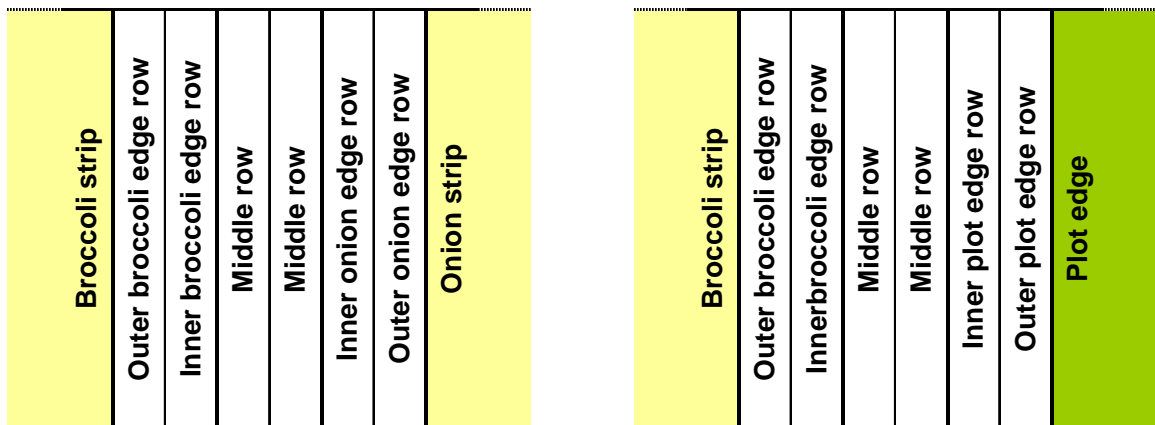 Broccoli strip
Outer broccoli edge row
Inner broccoli edge row
Middle row
Middle row
Inner onion edge row
Outer onion edge row
Onion strip
Broccoli strip
Outer broccoli edge row
Innerbroccoli edge row
Middle row
Middle row
Inner plot edge row
Outer plot edge row
Plot edge